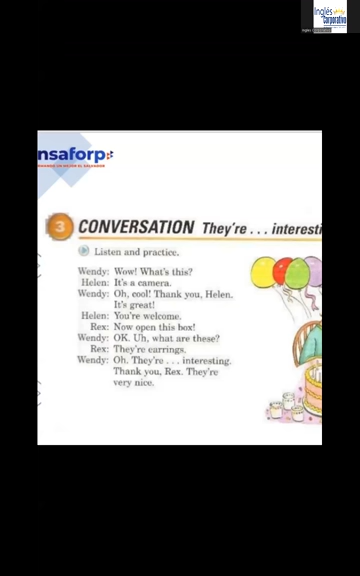 Inglés
Corporativo
nsaforp
3 CONVERSATION They're . . . interesti
Listen and practice.
Wendy: Wow! What's this?
Helen: It's a camera.
Wendy: Oh, cool! Thank you, Helen.
It's great!
Helen: You're welcome.
Rex: Now open this box!
Wendy: OK. Uh, what are these?
Rex: They're earrings.
Wendy: Oh. They're . . . interesting.
Thank you, Rex. They're
very nice.